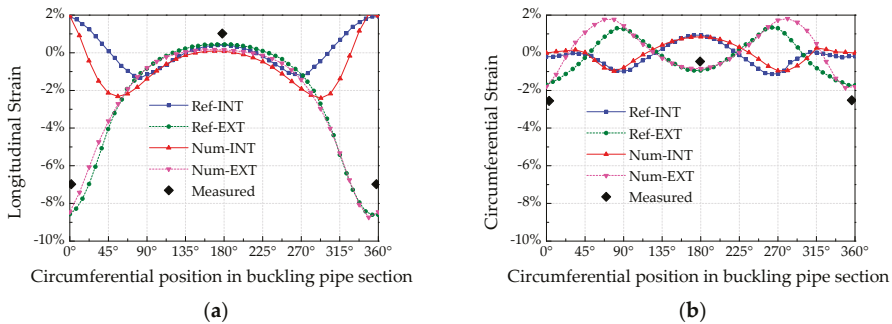 2%
0%
-2%
-4%
-6%
-8%
-10%
Longitudinal Strain
Ref-INT
Ref-EXT
Num-INT
Num-EXT
Measured
0° 45° 90° 135° 180° 225° 270° 315° 360°
Circumferential position in buckling pipe section
(a)
2%
0%
-2%
-4%
-6%
-8%
-10%
Circumferential Strain
Ref-INT
Ref-EXT
Num-INT
Num-EXT
Measured
0° 45° 90° 135° 180° 225° 270° 315° 360°
Circumferential position in buckling pipe section
(b)